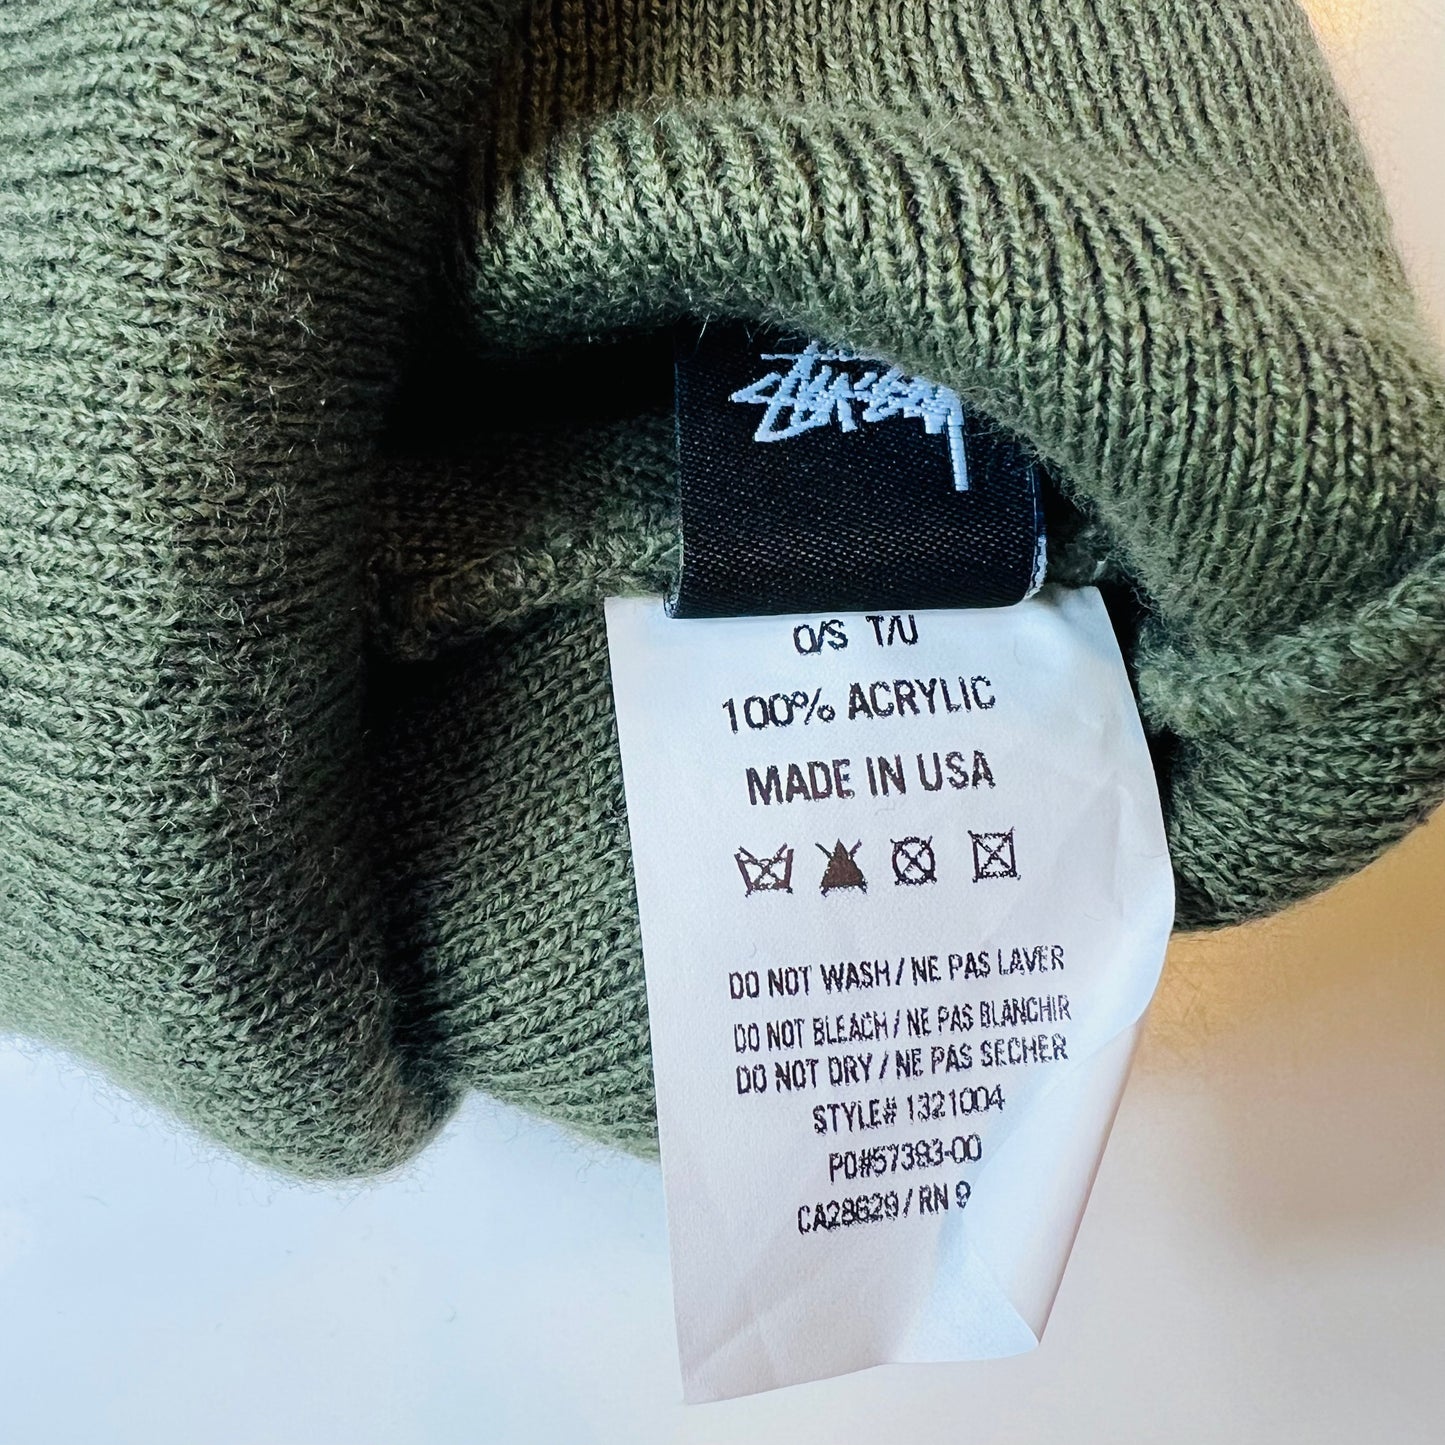 Stüssy
O/S T/U
100% ACRYLIC
MADE IN USA
DO NOT WASH / NE PAS LAVER
DO NOT BLEACH / NE PAS BLANCHIR
DO NOT DRY / NE PAS SECHER
STYLE# 1321004
PO#57393-00
CA28629 / RN 9